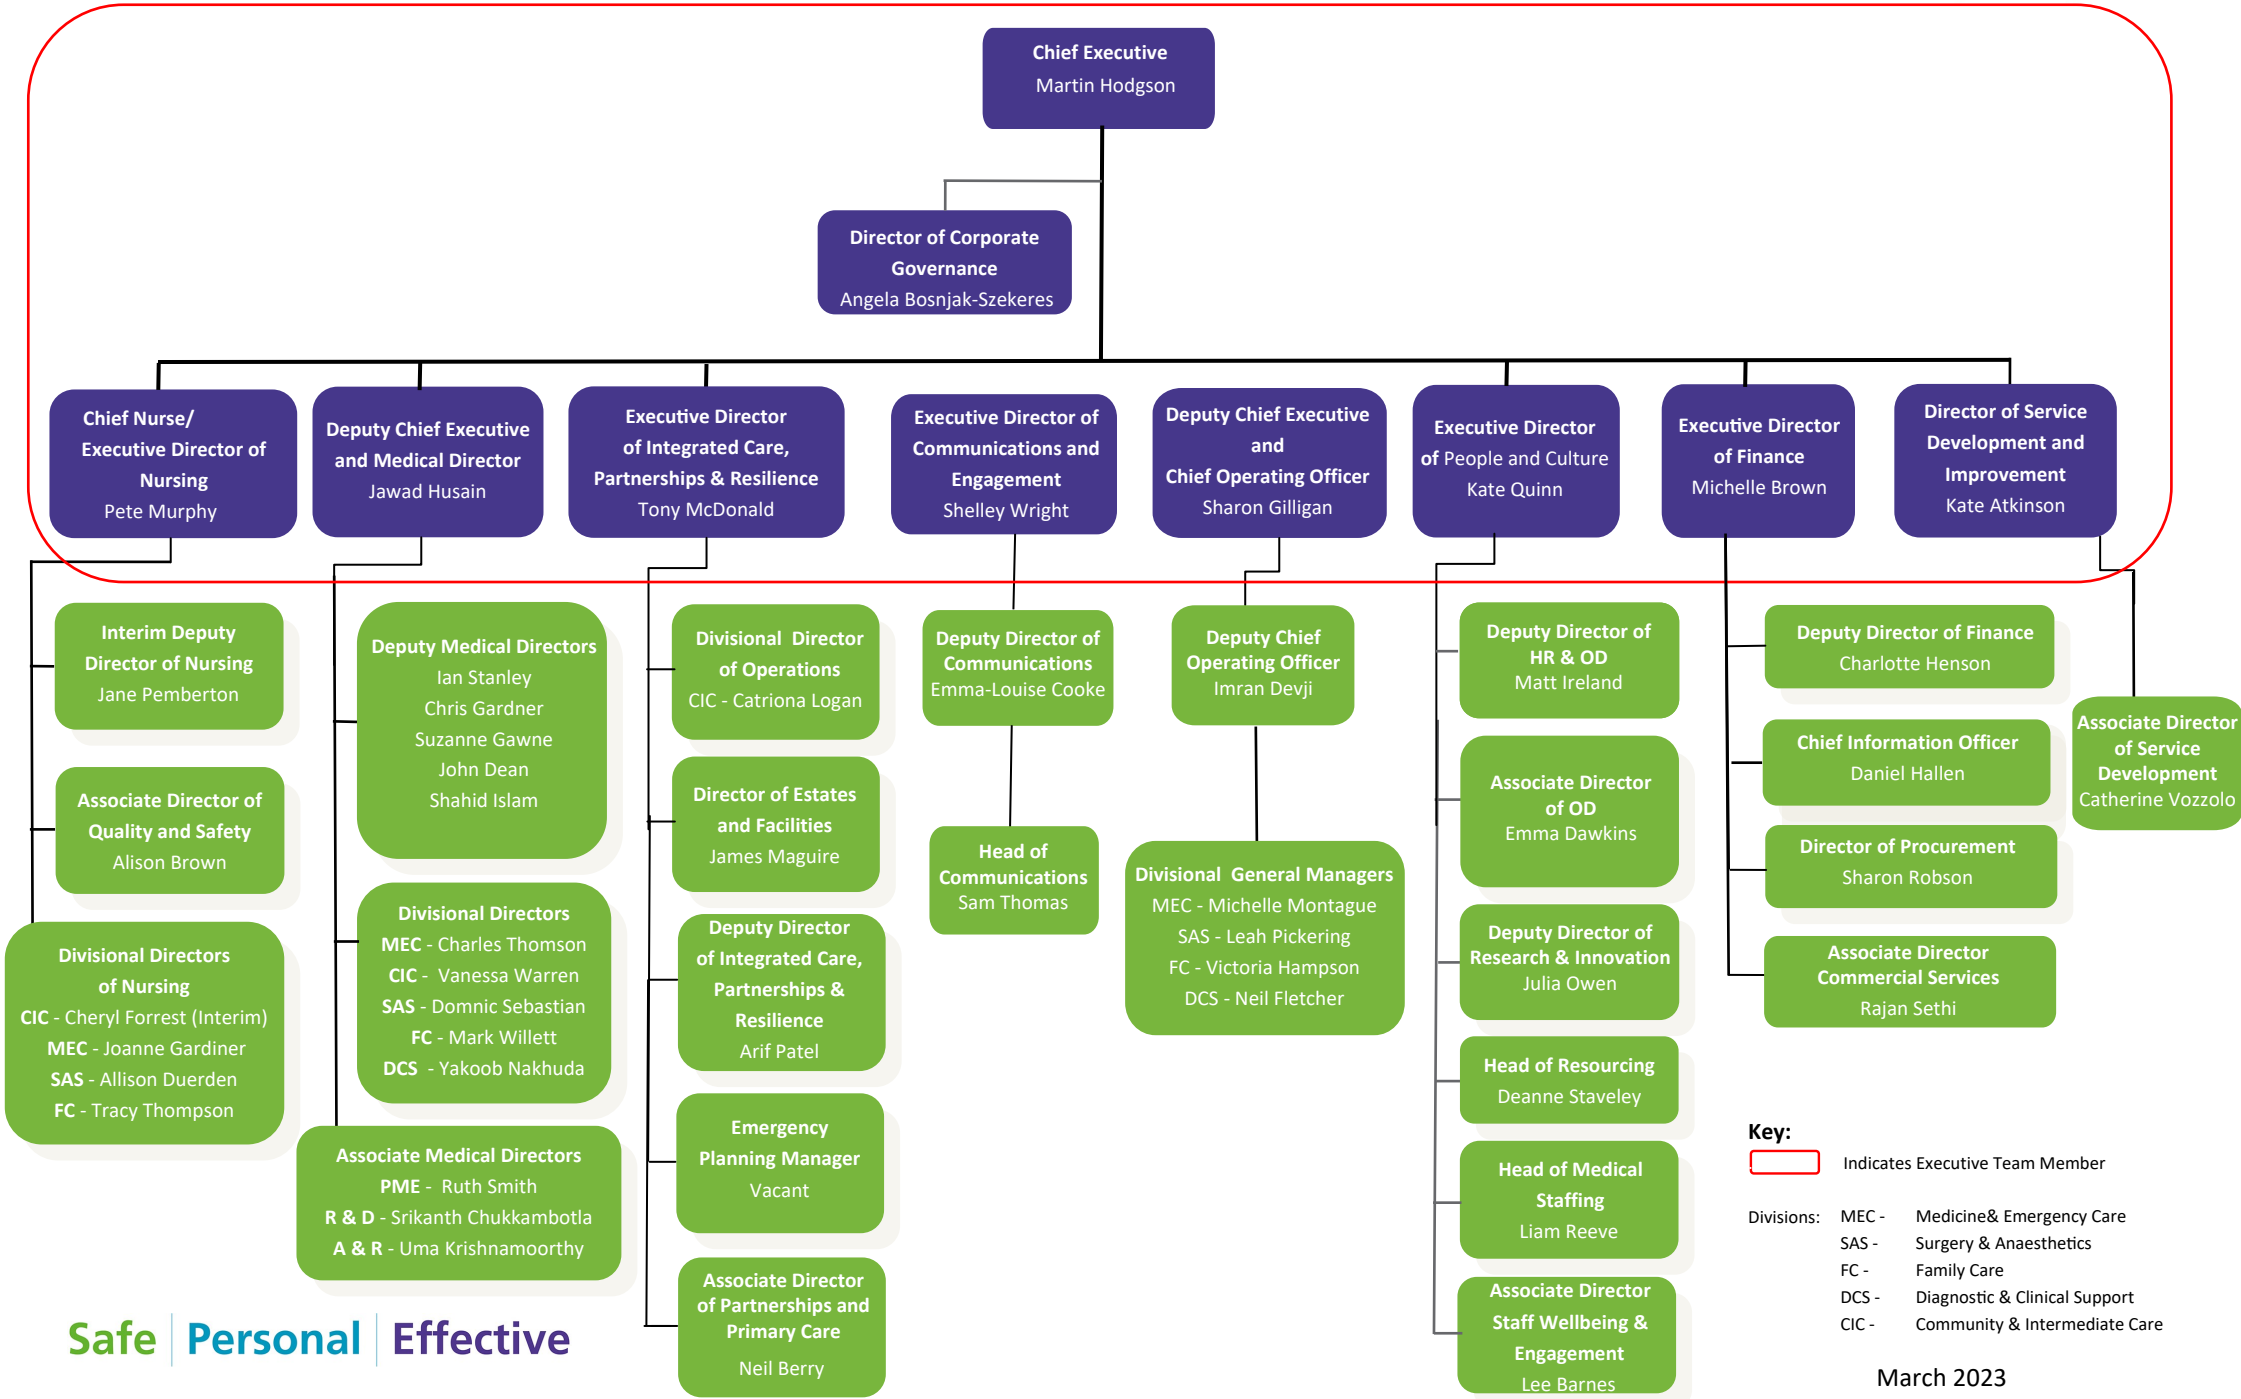 Chief Executive
Martin Hodgson
Director of Corporate
Governance
Angela Bosnjak-Szekeres
Chief Nurse/
Executive Director of
Nursing
Pete Murphy
Deputy Chief Executive
and Medical Director
Jawad Husain
Executive Director
of Integrated Care,
Partnerships & Resilience
Tony McDonald
Executive Director of
Communications and
Engagement
Shelley Wright
Deputy Chief Executive
and
Chief Operating Officer
Sharon Gilligan
Executive Director
of People and Culture
Kate Quinn
Executive Director
of Finance
Michelle Brown
Director of Service
Development and
Improvement
Kate Atkinson
Interim Deputy
Director of Nursing
Jane Pemberton
Associate Director of
Quality and Safety
Alison Brown
Divisional Directors
of Nursing
CIC - Cheryl Forrest (Interim)
MEC - Joanne Gardiner
SAS - Allison Duerden
FC - Tracy Thompson
Deputy Medical Directors
Ian Stanley
Chris Gardner
Suzanne Gawne
John Dean
Shahid Islam
Divisional Directors
MEC - Charles Thomson
CIC - Vanessa Warren
SAS - Domnic Sebastian
FC - Mark Willett
DCS - Yakoob Nakhuda
Associate Medical Directors
PME - Ruth Smith
R & D - Srikanth Chukkambotla
A & R - Uma Krishnamoorthy
Divisional Director
of Operations
CIC - Catriona Logan
Director of Estates
and Facilities
James Maguire
Deputy Director
of Integrated Care,
Partnerships &
Resilience
Arif Patel
Emergency
Planning Manager
Vacant
Associate Director
of Partnerships and
Primary Care
Neil Berry
Deputy Director of
Communications
Emma-Louise Cooke
Head of
Communications
Sam Thomas
Deputy Chief
Operating Officer
Imran Devji
Divisional General Managers
MEC - Michelle Montague
SAS - Leah Pickering
FC - Victoria Hampson
DCS - Neil Fletcher
Deputy Director of
HR & OD
Matt Ireland
Associate Director
of OD
Emma Dawkins
Deputy Director of
Research & Innovation
Julia Owen
Head of Resourcing
Deanne Staveley
Head of Medical
Staffing
Liam Reeve
Associate Director
Staff Wellbeing &
Engagement
Lee Barnes
Deputy Director of Finance
Charlotte Henson
Chief Information Officer
Daniel Hallen
Director of Procurement
Sharon Robson
Associate Director
Commercial Services
Rajan Sethi
Associate Director
of Service
Development
Catherine Vozzolo
Key:
Indicates Executive Team Member
Divisions: MEC - Medicine& Emergency Care
SAS - Surgery & Anaesthetics
FC - Family Care
DCS - Diagnostic & Clinical Support
CIC - Community & Intermediate Care
Safe Personal Effective
March 2023